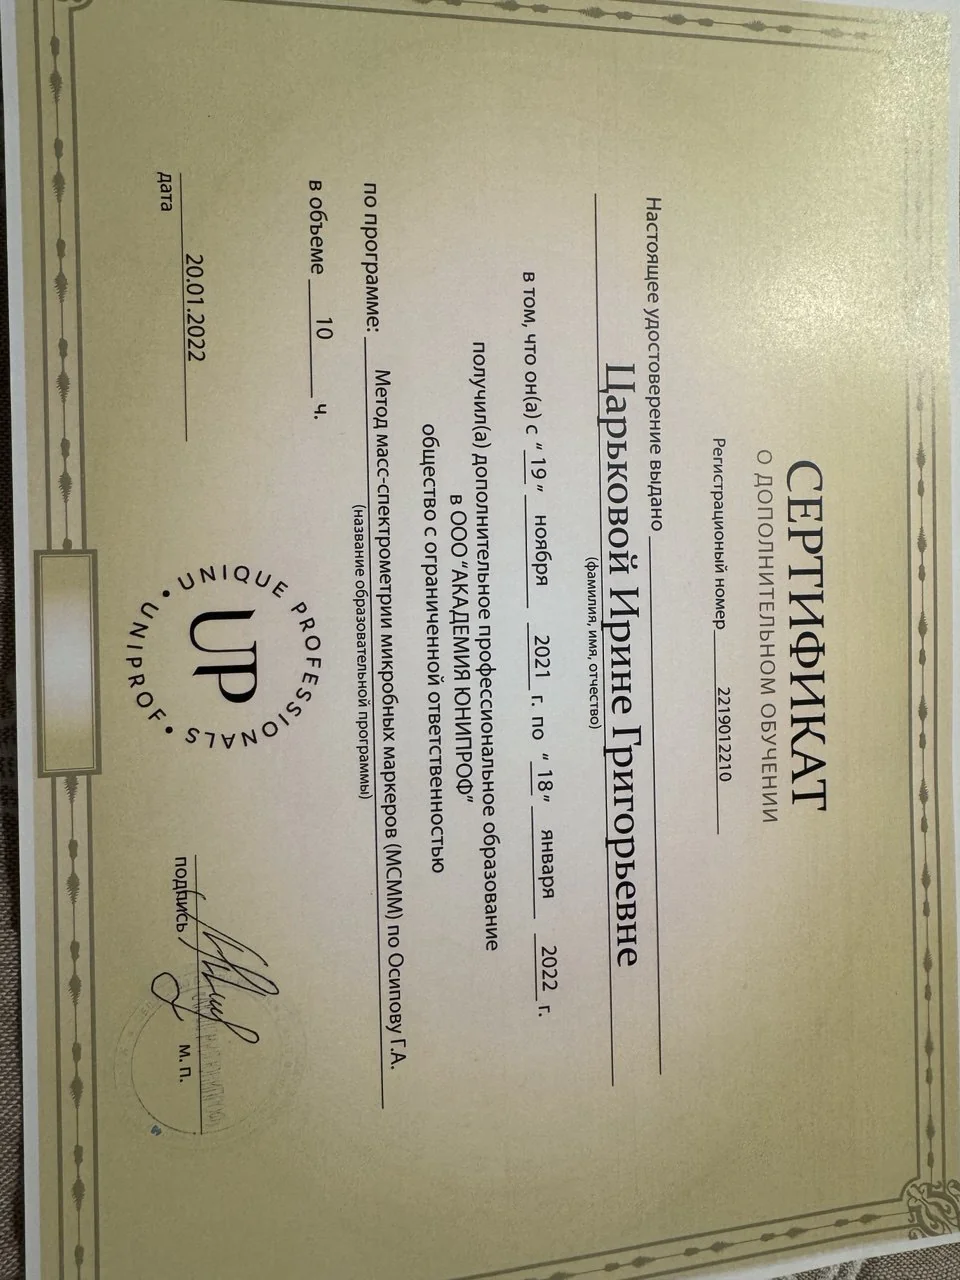 СЕРТИФИКАТ
О ДОПОЛНИТЕЛЬНОМ ОБУЧЕНИИ
Регистрационый номер 2219012210
Настоящее удостоверение выдано
Царьковой Ирине Григорьевне
(фамилия, имя, отчество)
в том, что он(а) с “ 19 ” ноября 2021 г. по “ 18” января 2022 г.
получил(а) дополнительное профессиональное образование
в ООО “АКАДЕМИЯ ЮНИПРОФ”
общество с ограниченной ответственностью
по программе: Метод масс-спектрометрии микробных маркеров (МСММ) по Осипову Г.А.
(название образовательной программы)
в объеме 10 ч.
20.01.2022
дата
UNIQUE PROFESSIONALS
UP
• UNIPROF •
подпись
м. п.